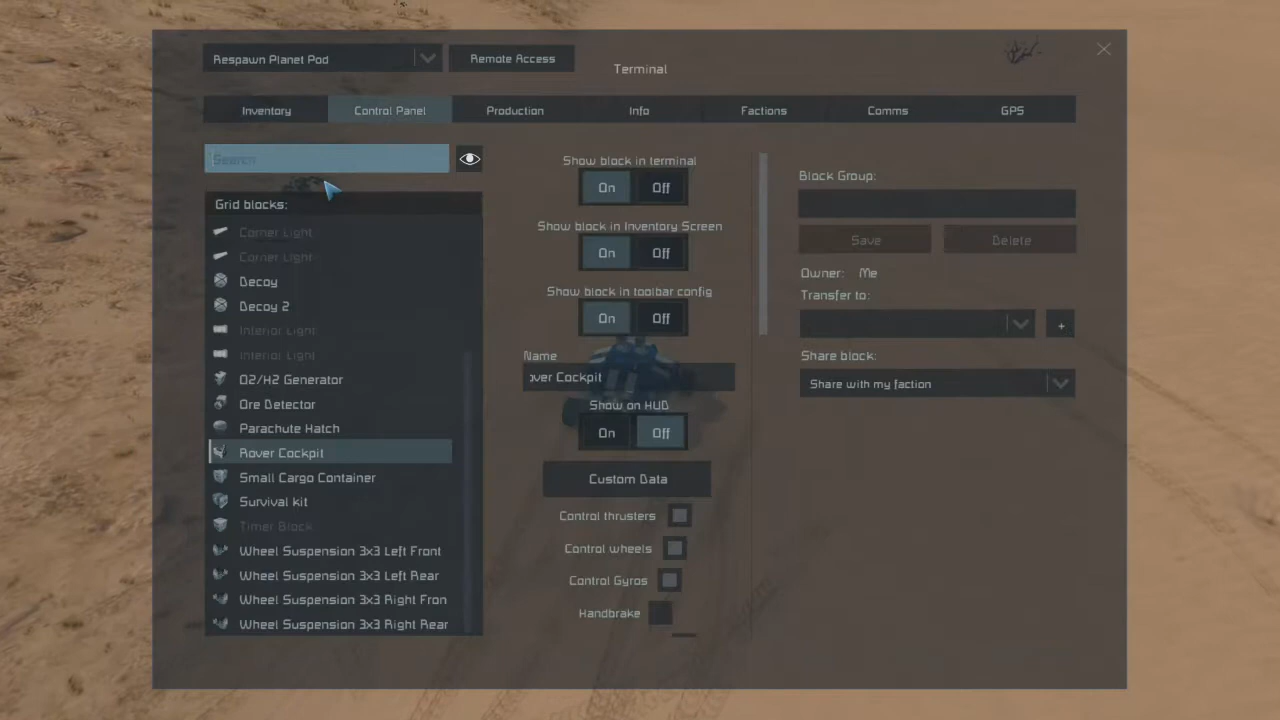 Respawn Planet Pod
Remote Access
Terminal
Inventory
Control Panel
Production
Info
Factions
Comms
GPS
Search
Grid blocks:
Corner Light
Corner Light
Decoy
Decoy 2
Interior Light
Interior Light
O2/H2 Generator
Ore Detector
Parachute Hatch
Rover Cockpit
Small Cargo Container
Survival kit
Timer Block
Wheel Suspension 3x3 Left Front
Wheel Suspension 3x3 Left Rear
Wheel Suspension 3x3 Right Fron
Wheel Suspension 3x3 Right Rear
Show block in terminal
On Off
Show block in Inventory Screen
On Off
Show block in toolbar config
On Off
Name
over Cockpit
Show on HUD
On Off
Custom Data
Control thrusters
Control wheels
Control Gyros
Handbrake
Block Group:
Save
Delete
Owner: Me
Transfer to:
+
Share block:
Share with my faction